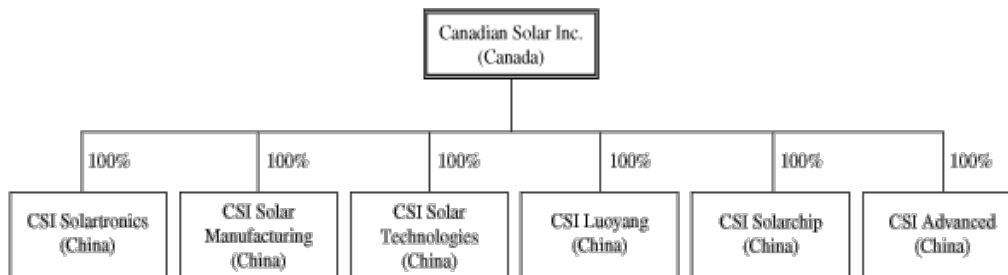 Canadian Solar Inc.
(Canada)
100%
100%
100%
100%
100%
100%
CSI Solartronics
(China)
CSI Solar
Manufacturing
(China)
CSI Solar
Technologies
(China)
CSI Luoyang
(China)
CSI Solarchip
(China)
CSI Advanced
(China)